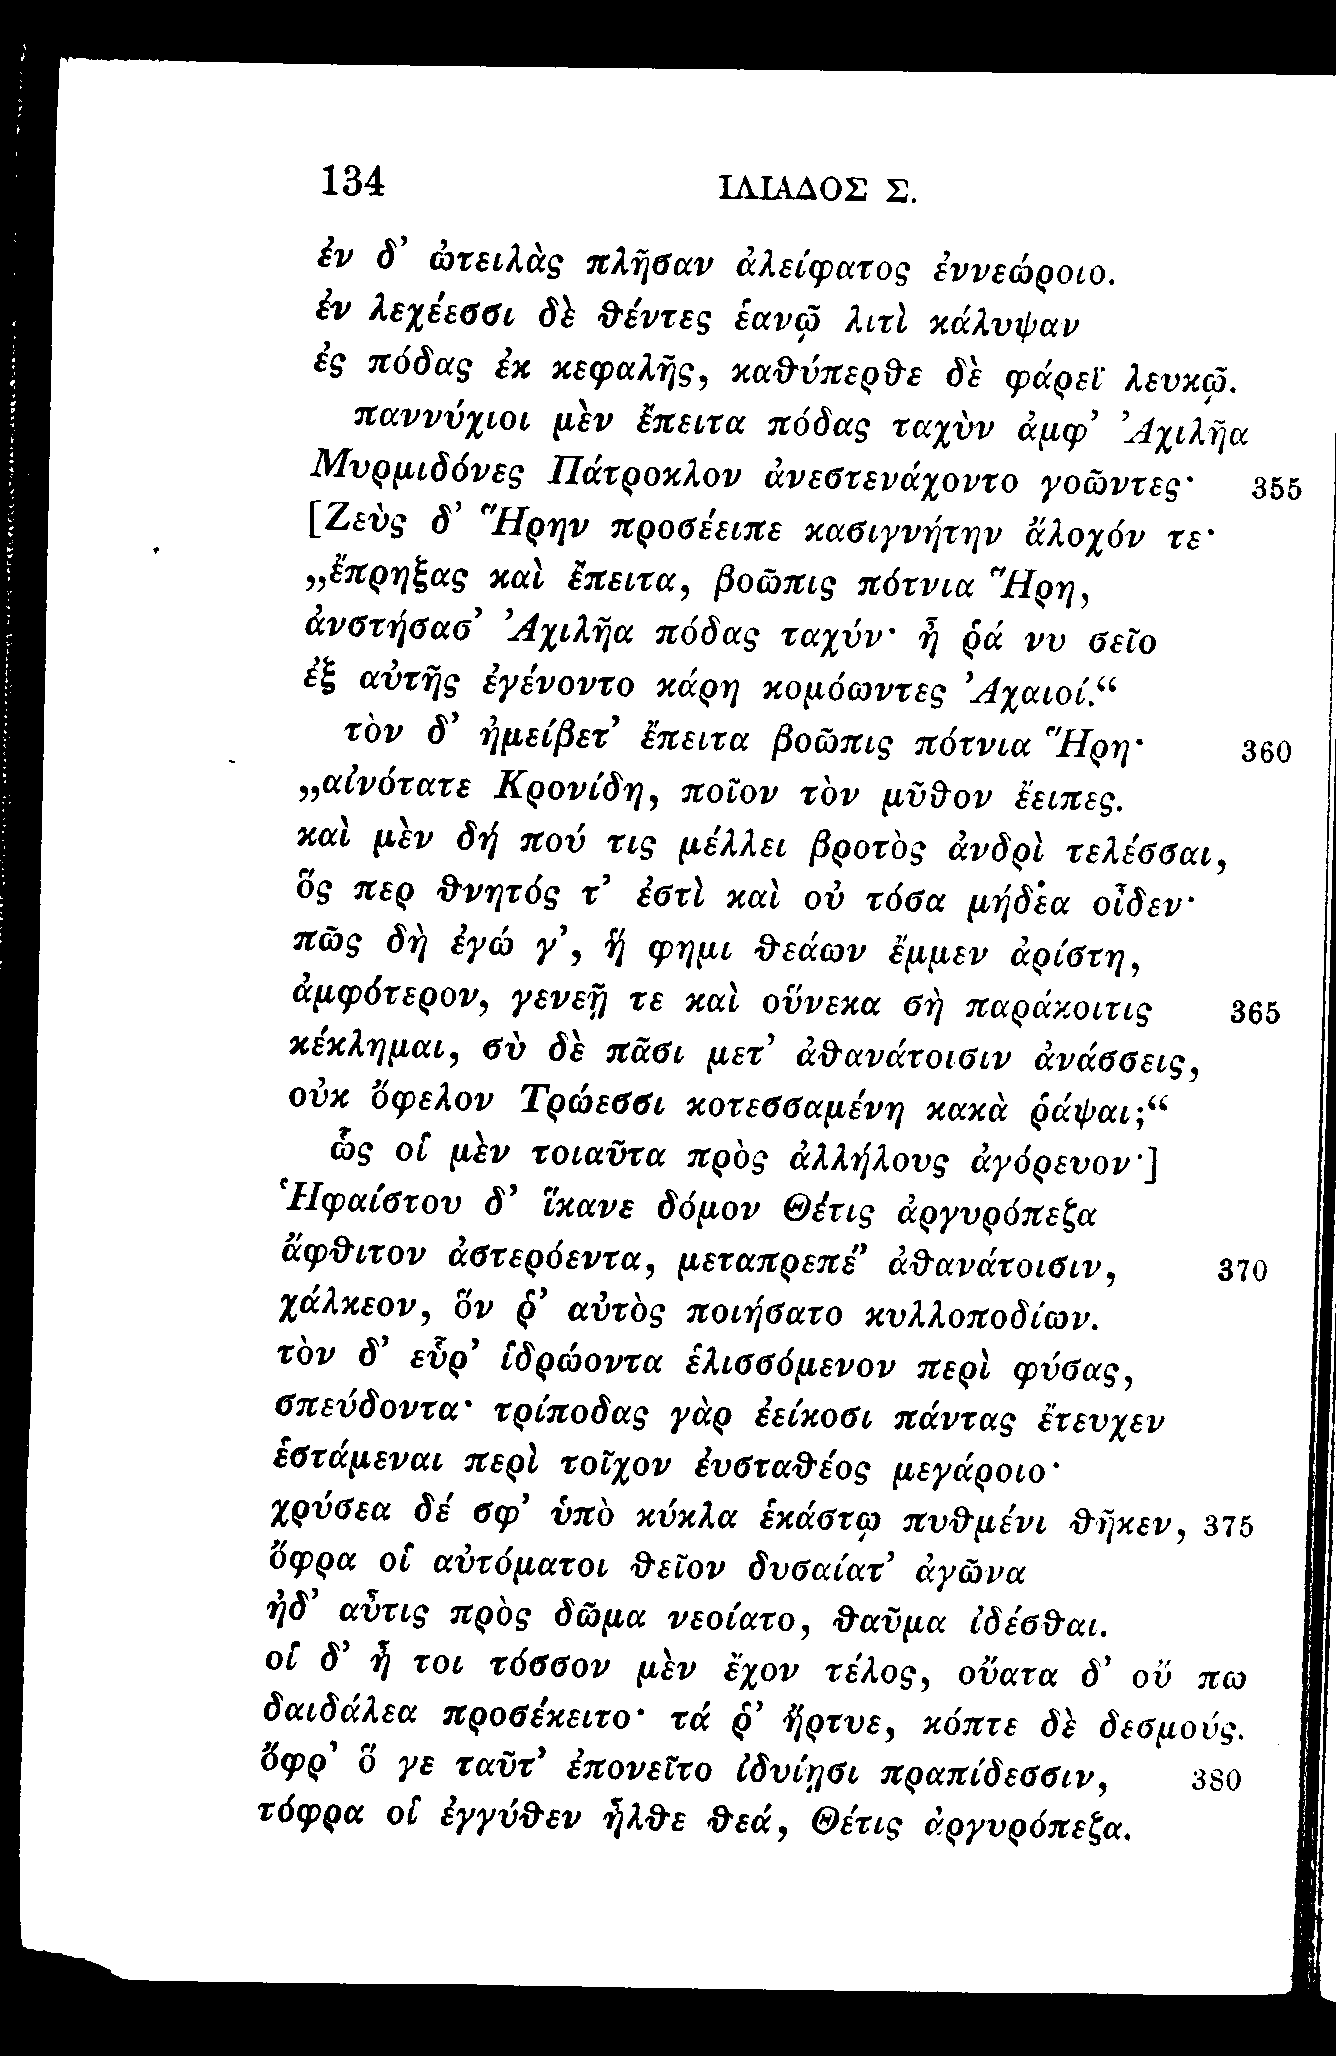 134 ΙΛΙΑΔΟΣ Σ.
ἐν δ’ ὠτειλὰς πλῆσαν ἀλείφατος ἐννεώροιο.
ἐν λεχέεσσι δὲ θέντες ἑανῷ λιτὶ κάλυψαν
ἐς πόδας ἐκ κεφαλῆς, καθύπερθε δὲ φάρεϊ λευκῷ.
παννύχιοι μὲν ἔπειτα πόδας ταχὺν ἀμφ’ Ἀχιλῆα
Μυρμιδόνες Πάτροκλον ἀνεστενάχοντο γοῶντες· 355
[Ζεὺς δ’ Ἥρην προσέειπε κασιγνήτην ἄλοχόν τε·
„ἔπρηξας καὶ ἔπειτα, βοῶπις πότνια Ἥρη,
ἀνστήσασ’ Ἀχιλῆα πόδας ταχύν· ἦ ῥά νυ σεῖο
ἐξ αὐτῆς ἐγένοντο κάρη κομόωντες Ἀχαιοί.“
τὸν δ’ ἠμείβετ’ ἔπειτα βοῶπις πότνια Ἥρη· 360
„αἰνότατε Κρονίδη, ποῖον τὸν μῦθον ἔειπες.
καὶ μὲν δή πού τις μέλλει βροτὸς ἀνδρὶ τελέσσαι,
ὅς περ θνητός τ’ ἐστὶ καὶ οὐ τόσα μήδεα οἶδεν·
πῶς δὴ ἐγώ γ’, ἥ φημι θεάων ἔμμεν ἀρίστη,
ἀμφότερον, γενεῇ τε καὶ οὕνεκα σὴ παράκοιτις 365
κέκλημαι, σὺ δὲ πᾶσι μετ’ ἀθανάτοισιν ἀνάσσεις,
οὐκ ὄφελον Τρώεσσι κοτεσσαμένη κακὰ ῥάψαι;“
ὣς οἳ μὲν τοιαῦτα πρὸς ἀλλήλους ἀγόρευον·]
Ἡφαίστου δ’ ἵκανε δόμον Θέτις ἀργυρόπεζα
ἄφθιτον ἀστερόεντα, μεταπρεπέ’ ἀθανάτοισιν, 370
χάλκεον, ὅν ῥ’ αὐτὸς ποιήσατο κυλλοποδίων.
τὸν δ’ εὗρ’ ἱδρώοντα ἑλισσόμενον περὶ φύσας,
σπεύδοντα· τρίποδας γὰρ ἐείκοσι πάντας ἔτευχεν
ἑστάμεναι περὶ τοῖχον ἐυσταθέος μεγάροιο·
χρύσεα δέ σφ’ ὑπὸ κύκλα ἑκάστῳ πυθμένι θῆκεν, 375
ὄφρα οἳ αὐτόματοι θεῖον δυσαίατ’ ἀγῶνα
ἠδ’ αὖτις πρὸς δῶμα νεοίατο, θαῦμα ἰδέσθαι.
οἳ δ’ ἦ τοι τόσσον μὲν ἔχον τέλος, οὔατα δ’ οὔ πω
δαιδάλεα προσέκειτο· τά ῥ’ ἤρτυε, κόπτε δὲ δεσμούς.
ὄφρ’ ὅ γε ταῦτ’ ἐπονεῖτο ἰδυίῃσι πραπίδεσσιν, 380
τόφρα οἳ ἐγγύθεν ἦλθε θεά, Θέτις ἀργυρόπεζα.